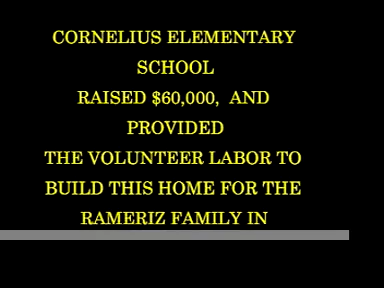 CORNELIUS ELEMENTARY
SCHOOL
RAISED $60,000, AND
PROVIDED
THE VOLUNTEER LABOR TO
BUILD THIS HOME FOR THE
RAMERIZ FAMILY IN